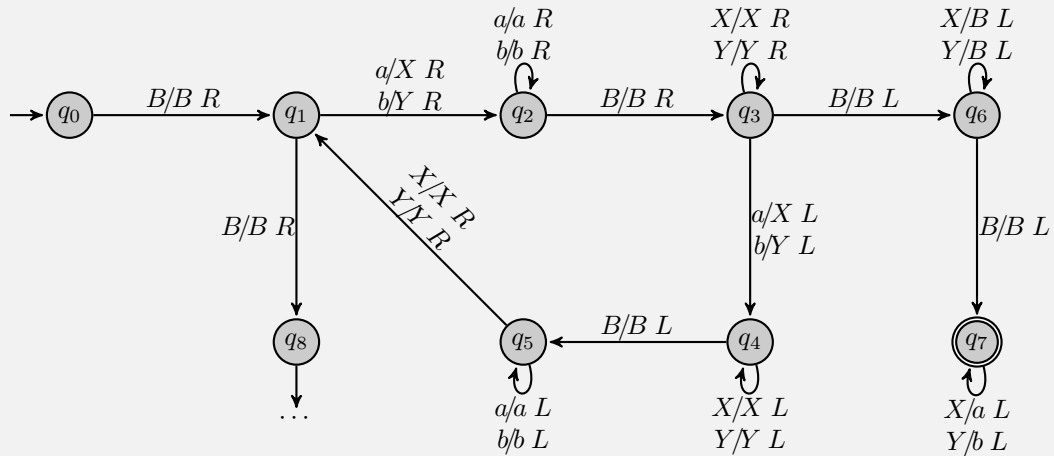 a/a R
b/b R
X/X R
Y/Y R
X/B L
Y/B L
a/X R
b/Y R
q0 B/B R q1 q2 B/B R q3 B/B L q6
X/X R
Y/Y R
B/B R
a/X L
b/Y L
B/B L
q8 q5 B/B L q4 q7
a/a L
b/b L
X/X L
Y/Y L
X/a L
Y/b L
...